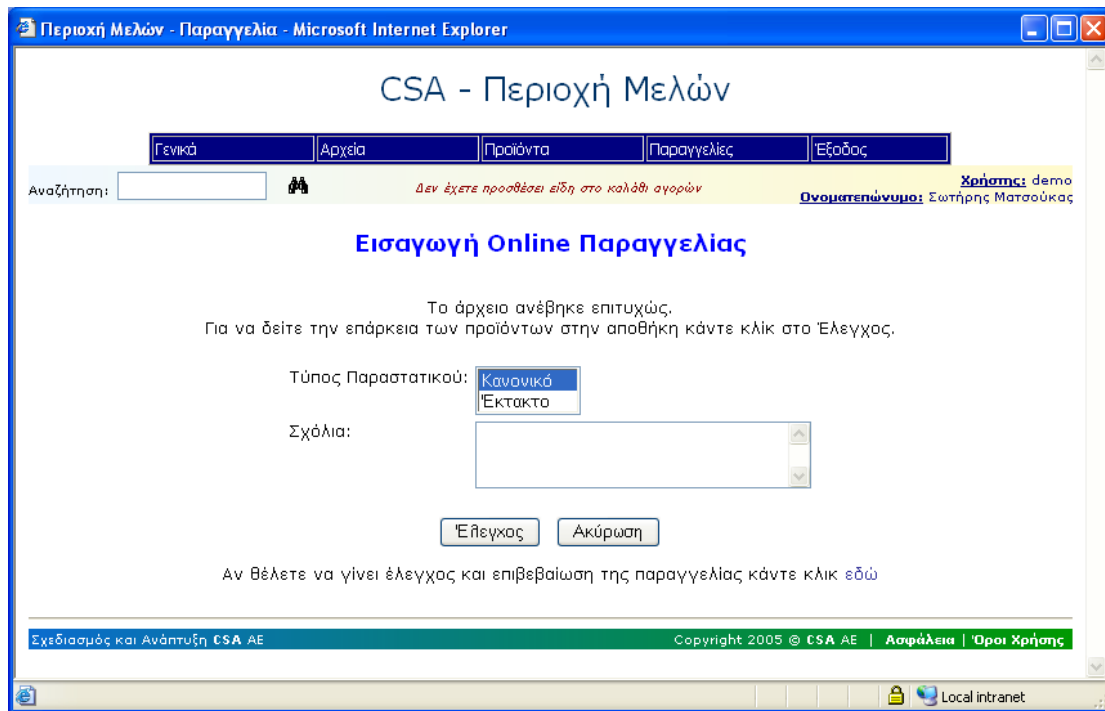 Περιοχή Μελών - Παραγγελία - Microsoft Internet Explorer
CSA - Περιοχή Μελών
Γενικά Αρχεία Προϊόντα Παραγγελίες Έξοδος
Αναζήτηση: Δεν έχετε προσθέσει είδη στο καλάθι αγορών Χρήστης: demo
Ονοματεπώνυμο: Σωτήρης Ματσούκας
Εισαγωγή Online Παραγγελίας
Το άρχειο ανέβηκε επιτυχώς.
Για να δείτε την επάρκεια των προϊόντων στην αποθήκη κάντε κλίκ στο Έλεγχος.
Τύπος Παραστατικού: Κανονικό
Έκτακτο
Σχόλια:
Έλεγχος Ακύρωση
Αν θέλετε να γίνει έλεγχος και επιβεβαίωση της παραγγελίας κάντε κλικ εδώ
Σχεδιασμός και Ανάπτυξη CSA ΑΕ Copyright 2005 © CSA ΑΕ | Ασφάλεια | Όροι Χρήσης
Local intranet